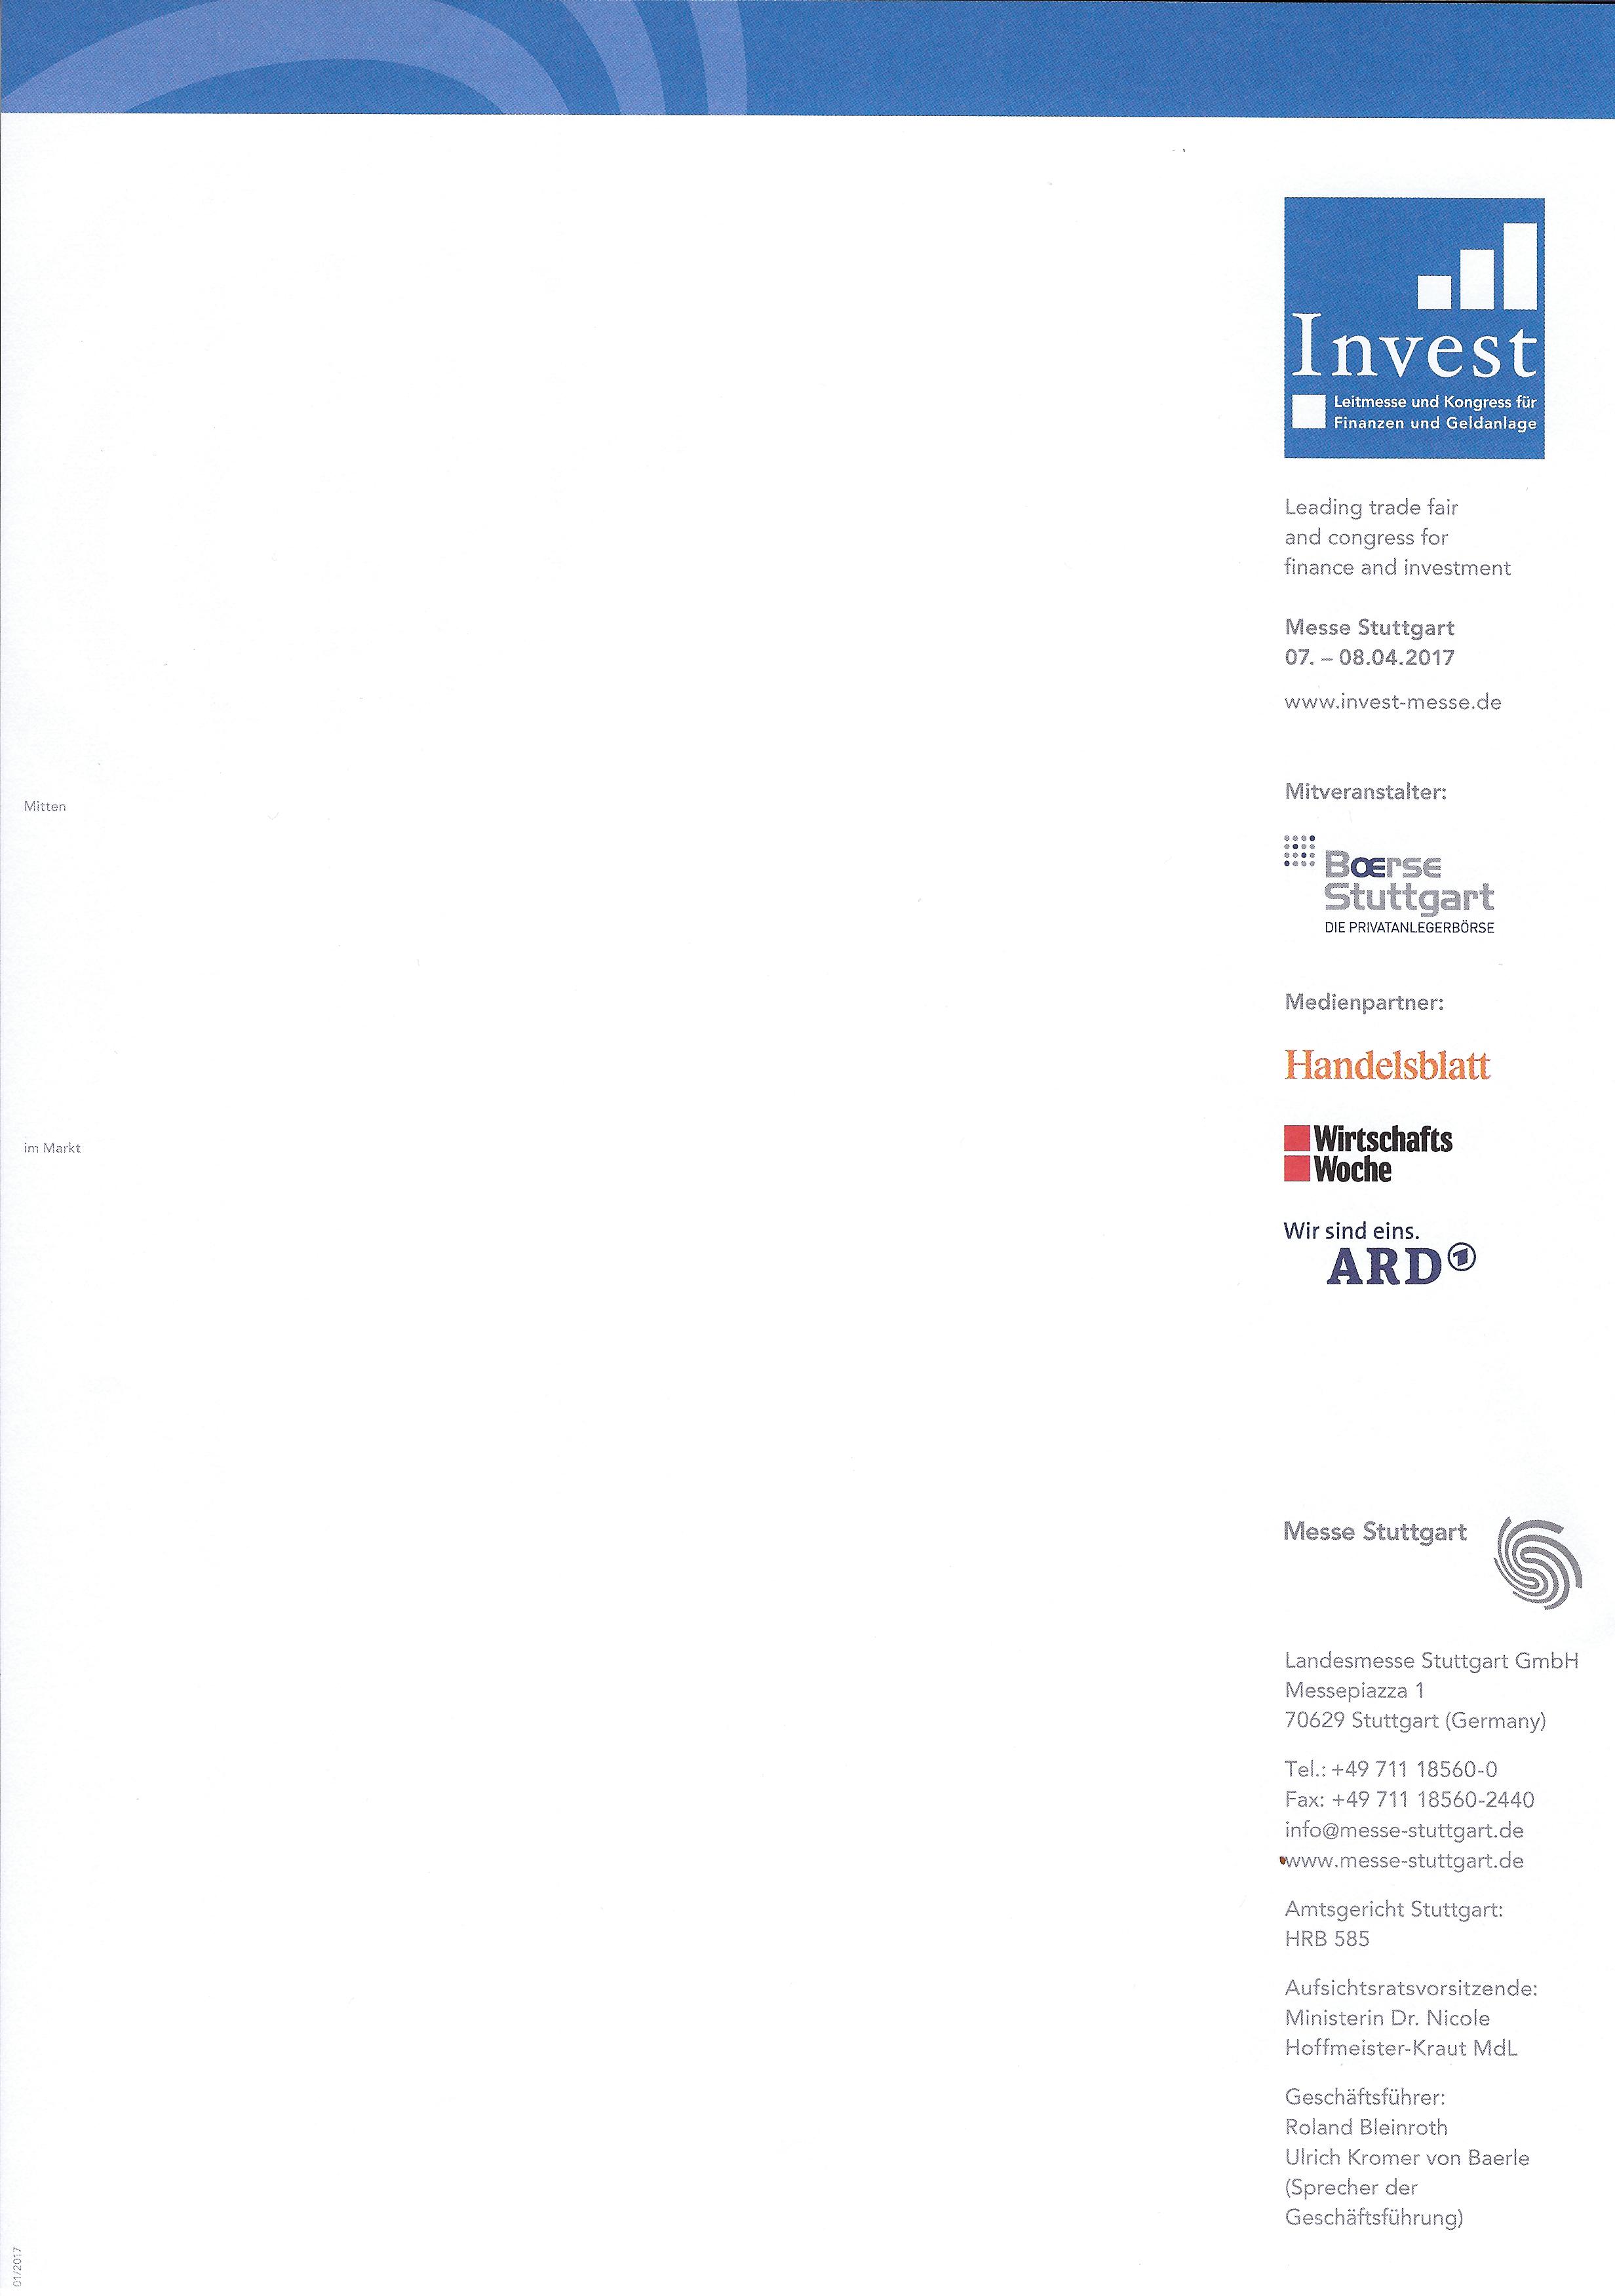 Invest
Leitmesse und Kongress für
Finanzen und Geldanlage
Leading trade fair
and congress for
finance and investment
Messe Stuttgart
07. – 08.04.2017
www.invest-messe.de
Mitten
Mitveranstalter:
Bœrse
Stuttgart
DIE PRIVATANLEGERBÖRSE
Medienpartner:
Handelsblatt
im Markt
Wirtschafts
Woche
Wir sind eins.
ARD 1
Messe Stuttgart
Landesmesse Stuttgart GmbH
Messepiazza 1
70629 Stuttgart (Germany)
Tel.: +49 711 18560-0
Fax: +49 711 18560-2440
info@messe-stuttgart.de
www.messe-stuttgart.de
Amtsgericht Stuttgart:
HRB 585
Aufsichtsratsvorsitzende:
Ministerin Dr. Nicole
Hoffmeister-Kraut MdL
Geschäftsführer:
Roland Bleinroth
Ulrich Kromer von Baerle
(Sprecher der
Geschäftsführung)
01/2017